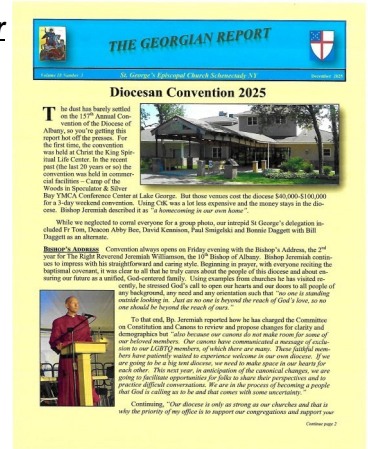 r
THE GEORGIAN REPORT
St. George's Episcopal Church Schenectady NY
December 2025
Diocesan Convention 2025
The dust has barely settled
on the 157th Annual Con-
vention of the Diocese of
Albany, so you're getting this
report hot off the presses. For
the first time, the convention
was held at Christ the King Spir-
itual Life Center. In the recent
past (the last 20 years or so) the
convention was held in commer-
cial facilities – Camp of the
Woods in Speculator & Silver
Bay YMCA Conference Center at Lake George. But those venues cost the diocese $40,000-$100,000
for a 3-day weekend convention. Using CtK was a lot less expensive and the money stays in the dio-
cese. Bishop Jeremiah described it as "a homecoming in our own home".
While we neglected to corral everyone for a group photo, our intrepid St George's delegation in-
cluded Fr Tom, Deacon Abby Bee, David Kennison, Paul Smigelski and Bonnie Daggett with Bill
Daggett as an alternate.
BISHOP'S ADDRESS Convention always opens on Friday evening with the Bishop's Address, the 2nd
year for The Right Reverend Jeremiah Williamson, the 10th Bishop of Albany. Bishop Jeremiah contin-
ues to impress with his straightforward and caring style. Beginning in prayer, with everyone reciting the
baptismal covenant, it was clear to all that he truly cares about the people of this diocese and about en-
suring our future as a unified, God-centered family. Using examples from churches he has visited re-
cently, he stressed God's call to open our hearts and our doors to all people of
any background, any need and any orientation such that "no one is standing
outside looking in. Just as no one is beyond the reach of God's love, so no
one should be beyond the reach of ours."
To that end, Bp. Jeremiah reported how he has charged the Committee
on Constitution and Canons to review and propose changes for clarity and
demographics but "also because our canons do not make room for some of
our beloved members. Our canons have communicated a message of exclu-
sion to our LGBTQ members, of which there are many. These faithful mem-
bers have patiently waited to experience welcome in our own diocese. If we
are going to be a big tent diocese, we need to make space in our hearts for
each other. This next year, in anticipation of the canonical changes, we are
going to facilitate opportunities for folks to share their perspectives and to
practice difficult conversations. We are in the process of becoming a people
that God is calling us to be and that comes with some uncertainty."
Continuing, "Our diocese is only as strong as our churches and that is
why the priority of my office is to support our congregations and support your
Continue page 2